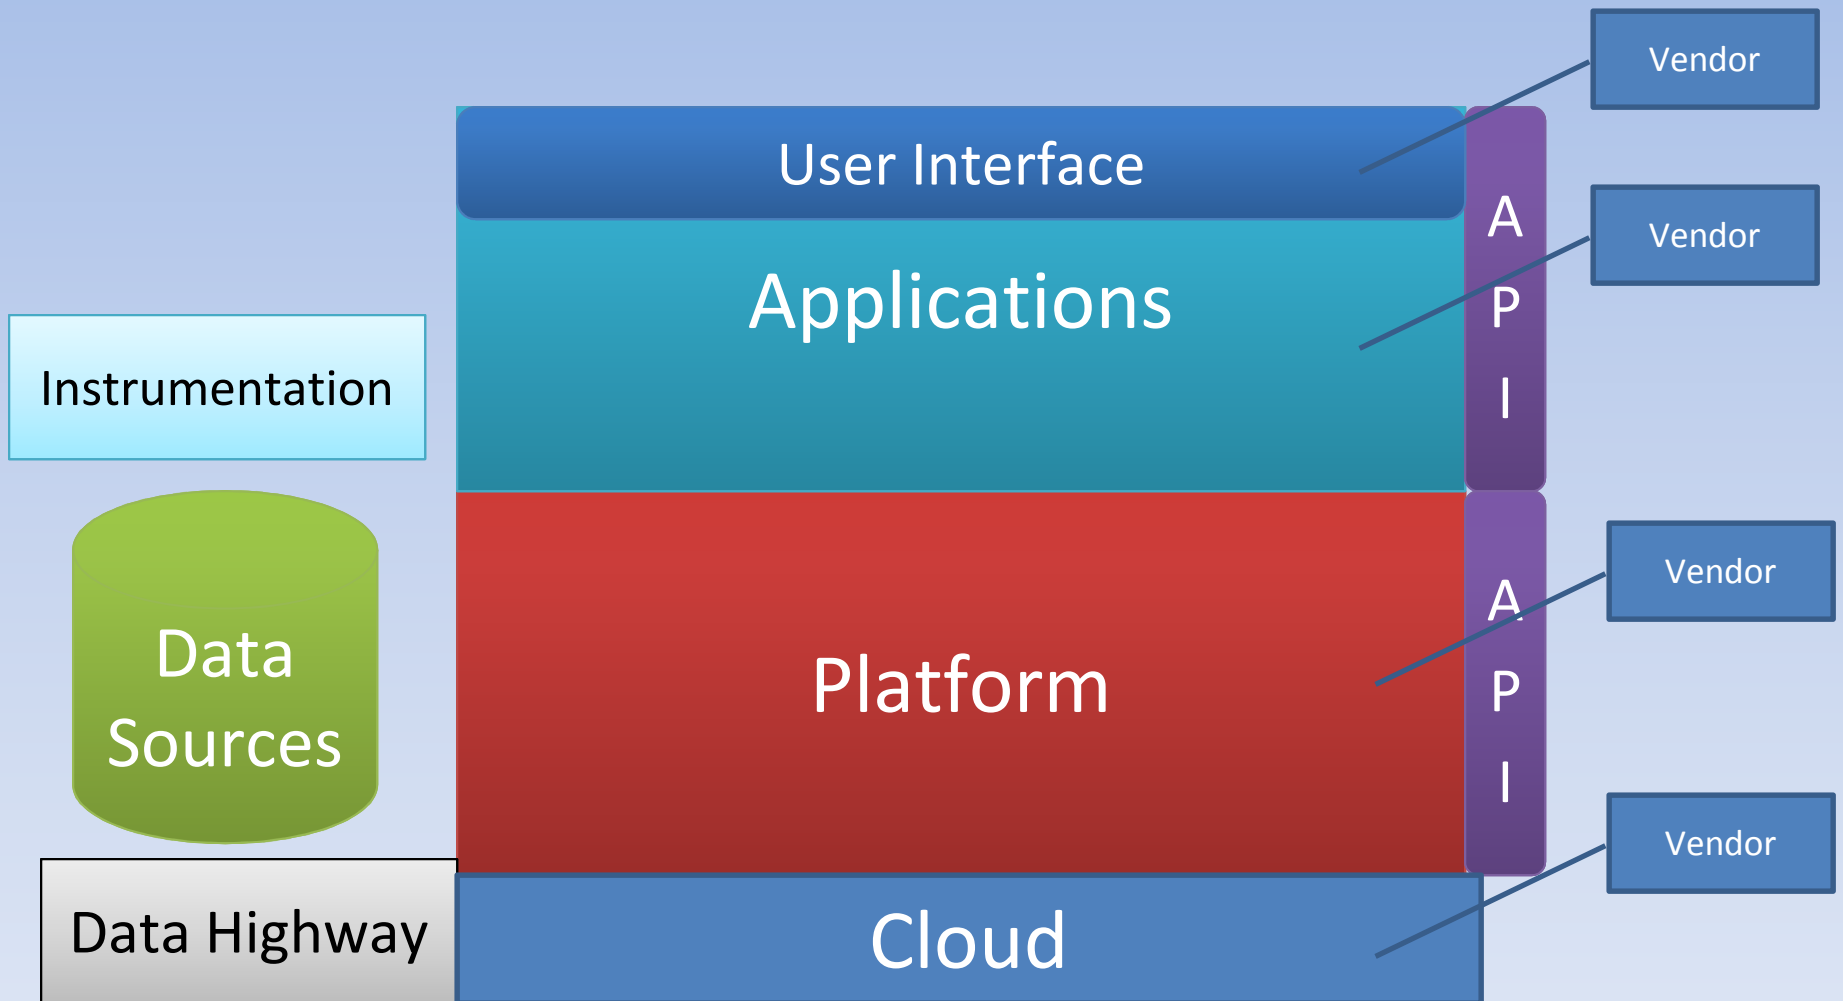 Vendor
User Interface
Vendor
A
P
I
Applications
Instrumentation
Vendor
A
P
I
Data
Sources
Platform
Vendor
Data Highway
Cloud